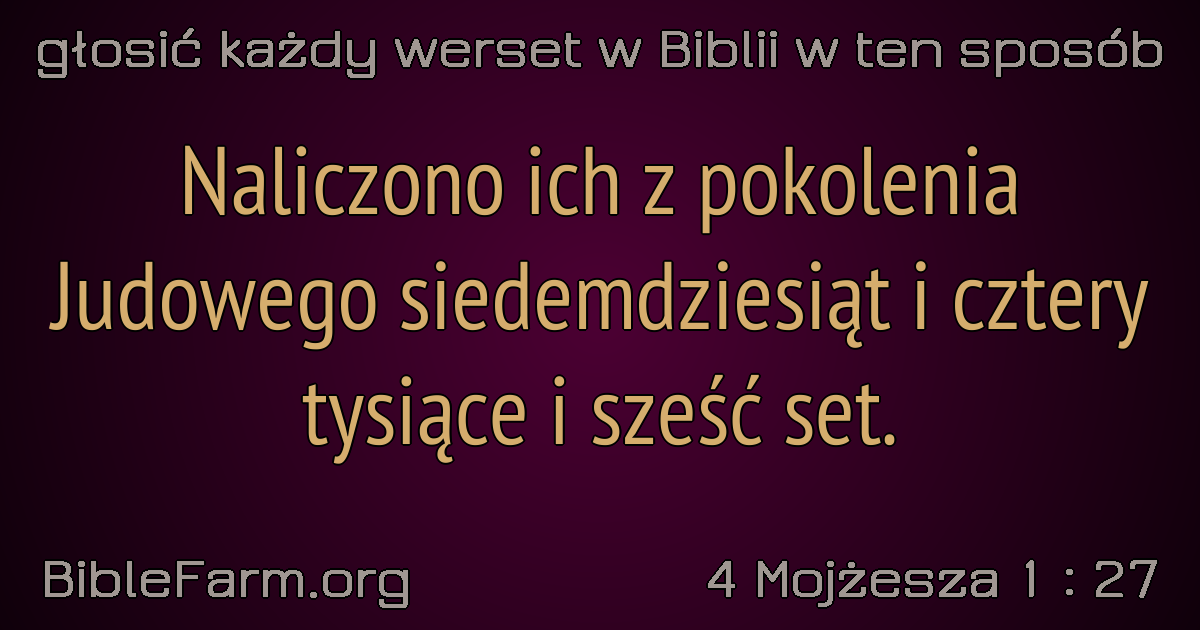 głosić każdy werset w Biblii w ten sposób
Naliczono ich z pokolenia
Judowego siedemdziesiąt i cztery
tysiące i sześć set.
BibleFarm.org
4 Mojżesza 1 : 27